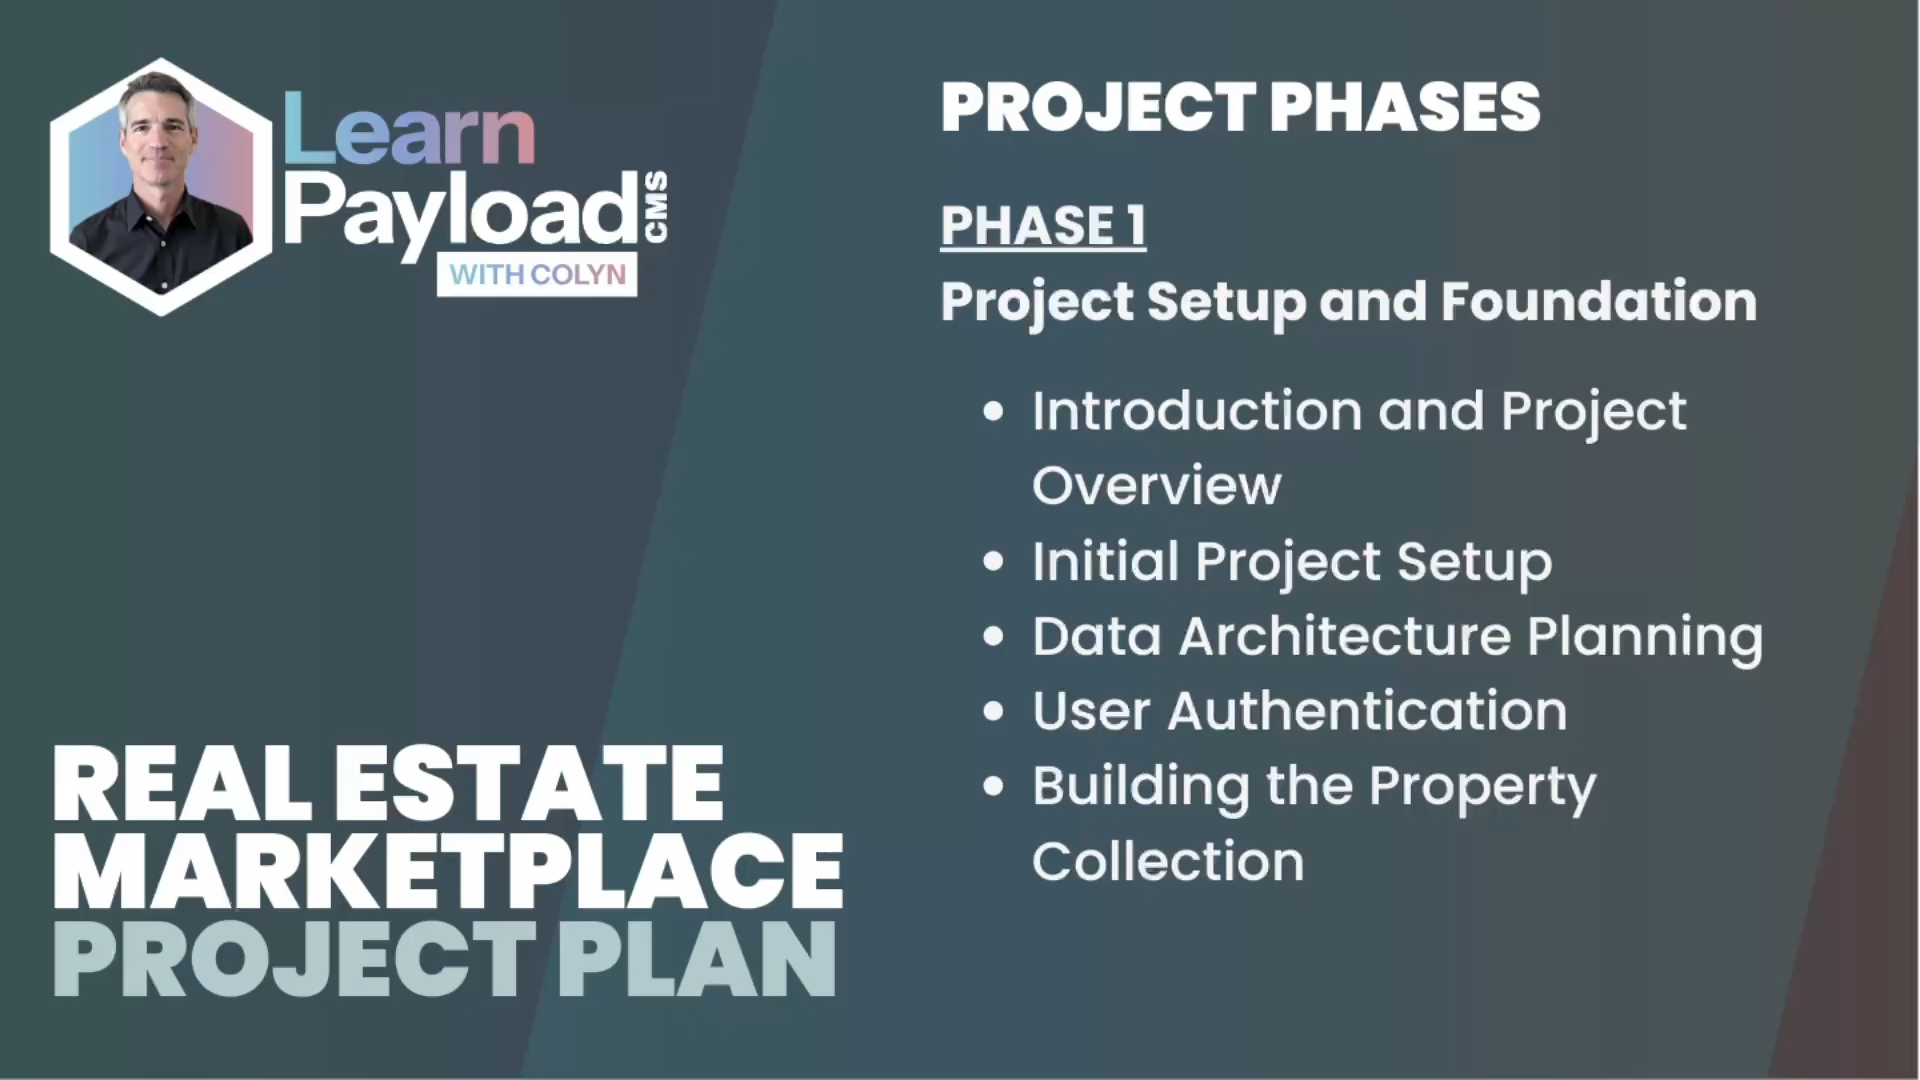 Learn
Payload CMS
WITH COLYN
REAL ESTATE
MARKETPLACE
PROJECT PLAN
PROJECT PHASES
PHASE 1
Project Setup and Foundation
• Introduction and Project
Overview
• Initial Project Setup
• Data Architecture Planning
• User Authentication
• Building the Property
Collection